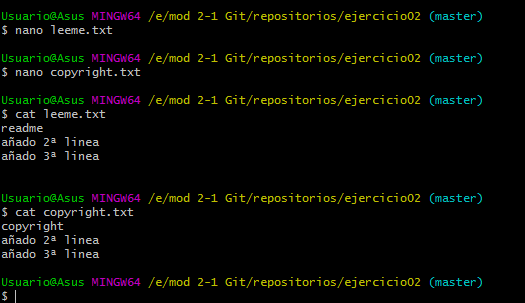 Usuario@Asus MINGW64 /e/mod 2-1 Git/repositorios/ejercicio02 (master)
$ nano leeme.txt
Usuario@Asus MINGW64 /e/mod 2-1 Git/repositorios/ejercicio02 (master)
$ nano copyright.txt
Usuario@Asus MINGW64 /e/mod 2-1 Git/repositorios/ejercicio02 (master)
$ cat leeme.txt
readme
añado 2ª linea
añado 3ª linea
Usuario@Asus MINGW64 /e/mod 2-1 Git/repositorios/ejercicio02 (master)
$ cat copyright.txt
copyright
añado 2ª linea
añado 3ª linea
Usuario@Asus MINGW64 /e/mod 2-1 Git/repositorios/ejercicio02 (master)
$